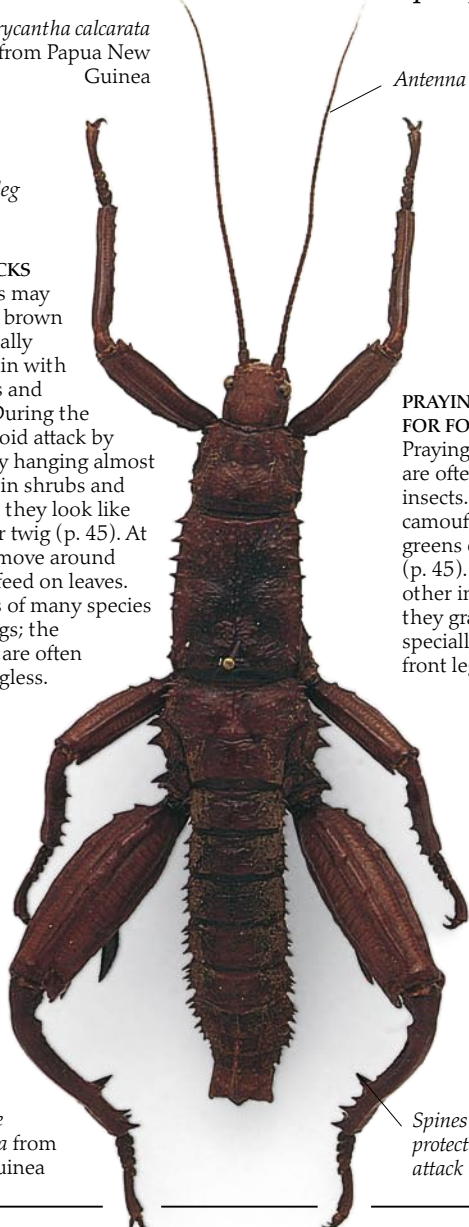 rycantha calcarata
from Papua New
Guinea
Antenna
eg
CKS
s may
brown
ally
in with
s and
During the
oid attack by
y hanging almost
in shrubs and
they look like
r twig (p. 45). At
move around
feed on leaves.
s of many species
gs; the
are often
gless.
PRAYIN
FOR FO
Praying
are ofte
insects.
camouf
greens
(p. 45).
other in
they gra
speciall
front leg
a from
uinea
Spines
protect
attack